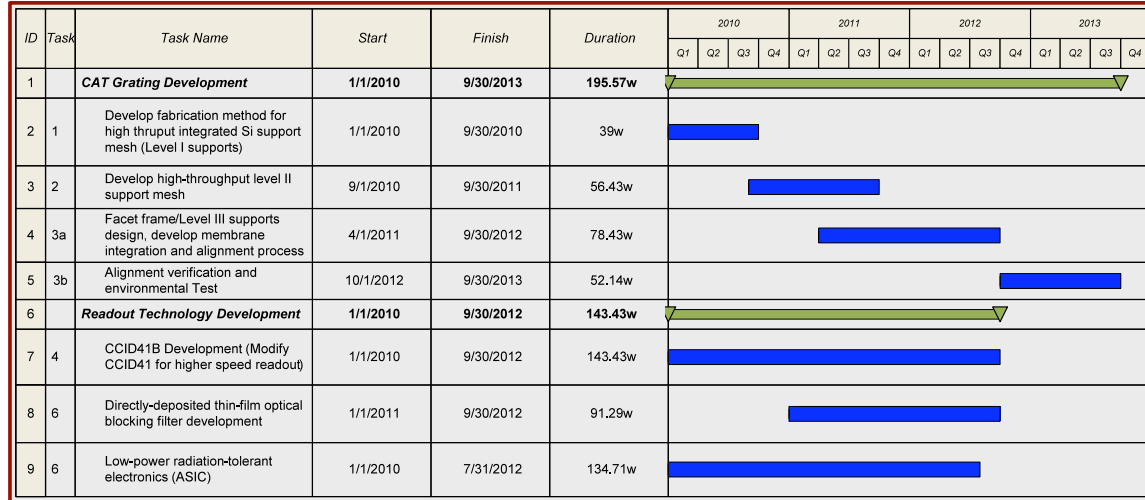 ID Task Task Name Start Finish Duration 2010 2011 2012 2013
Q1 Q2 Q3 Q4 Q1 Q2 Q3 Q4 Q1 Q2 Q3 Q4 Q1 Q2 Q3 Q4
1 CAT Grating Development 1/1/2010 9/30/2013 195.57w
2 1 Develop fabrication method for
high thruput integrated Si support
mesh (Level I supports) 1/1/2010 9/30/2010 39w
3 2 Develop high-throughput level II
support mesh 9/1/2010 9/30/2011 56.43w
4 3a Facet frame/Level III supports
design, develop membrane
integration and alignment process 4/1/2011 9/30/2012 78.43w
5 3b Alignment verification and
environmental Test 10/1/2012 9/30/2013 52.14w
6 Readout Technology Development 1/1/2010 9/30/2012 143.43w
7 4 CCID41B Development (Modify
CCID41 for higher speed readout) 1/1/2010 9/30/2012 143.43w
8 6 Directly-deposited thin-film optical
blocking filter development 1/1/2011 9/30/2012 91.29w
9 6 Low-power radiation-tolerant
electronics (ASIC) 1/1/2010 7/31/2012 134.71w